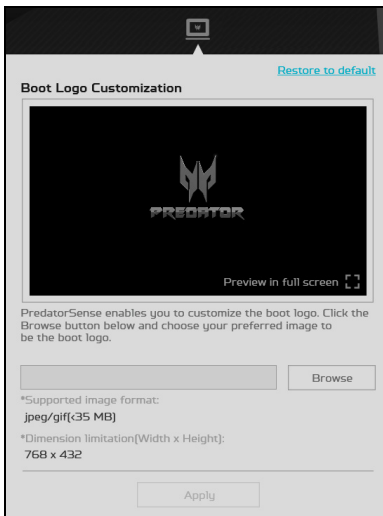 W
Restore to default
Boot Logo Customization
PREDATOR
Preview in full screen
PredatorSense enables you to customize the boot logo. Click the
Browse button below and choose your preferred image to
be the boot logo.
Browse
*Supported image format:
jpeg/gif(<35 MB)
*Dimension limitation(Width x Height):
768 x 432
Apply